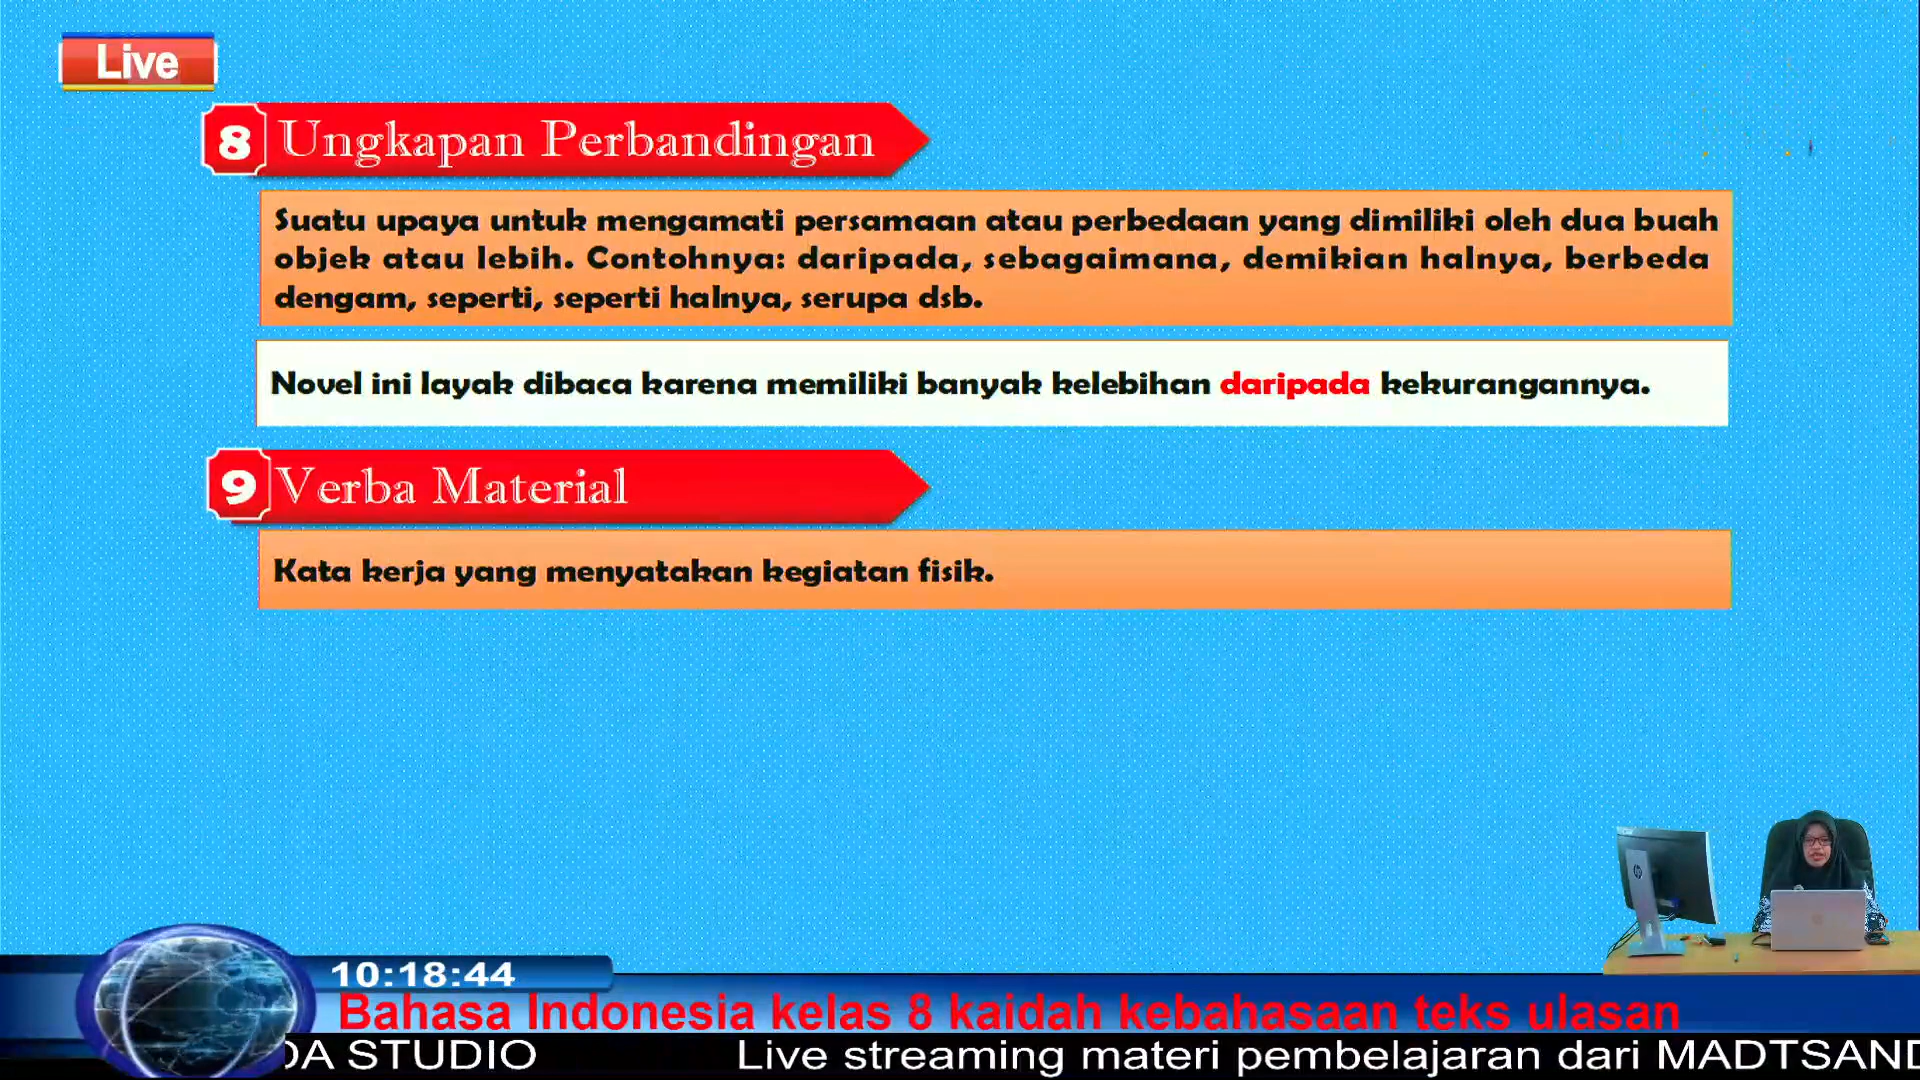 Live
8 Ungkapan Perbandingan
Suatu upaya untuk mengamati persamaan atau perbedaan yang dimiliki oleh dua buah
objek atau lebih. Contohnya: daripada, sebagaimana, demikian halnya, berbeda
dengam, seperti, seperti halnya, serupa dsb.
Novel ini layak dibaca karena memiliki banyak kelebihan daripada kekurangannya.
9 Verba Material
Kata kerja yang menyatakan kegiatan fisik.
10:18:44
Bahasa Indonesia kelas 8 kaidah kebahasaan teks ulasan
DA STUDIO Live streaming materi pembelajaran dari MADTSAND